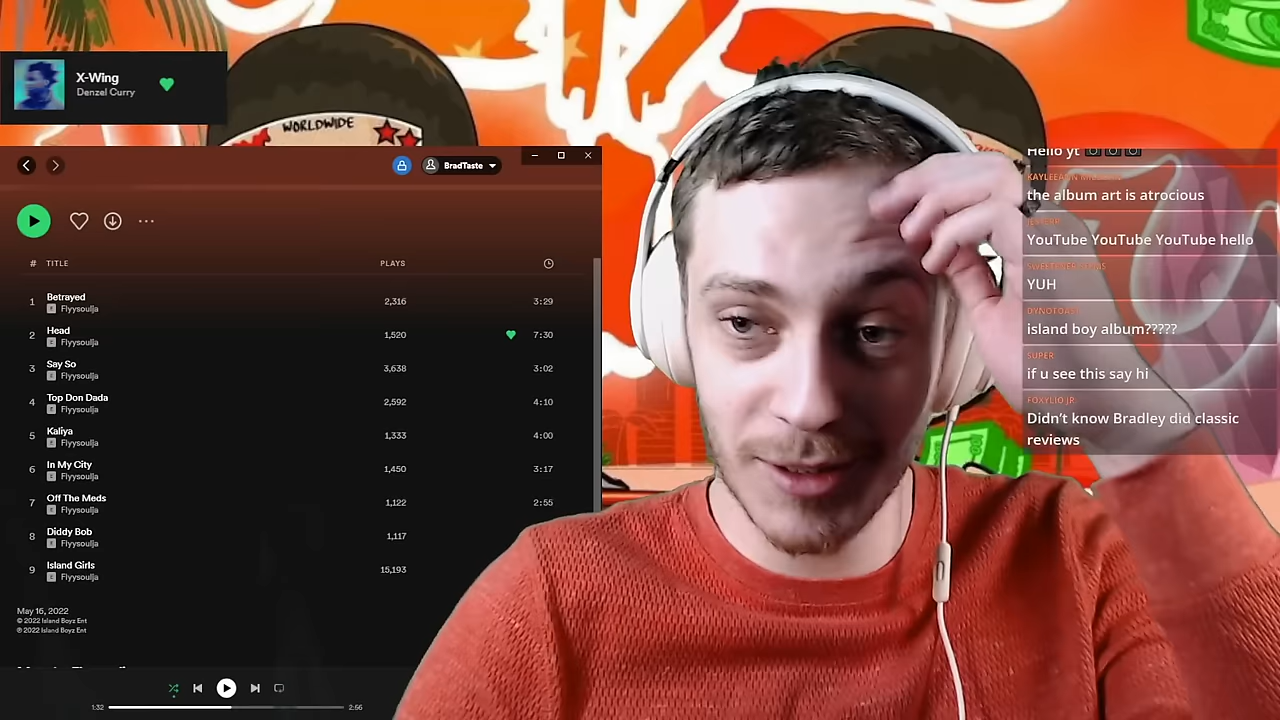 X-Wing
Denzel Curry
WORLDWIDE
BradTaste
# TITLE PLAYS
1 Betrayed 2,316 3:29
E Flyysoulja
2 Head 1,520 7:30
E Flyysoulja
3 Say So 3,638 3:02
E Flyysoulja
4 Top Don Dada 2,592 4:10
E Flyysoulja
5 Kaliya 1,333 4:00
E Flyysoulja
6 In My City 1,450 3:17
E Flyysoulja
7 Off The Meds 1,122 2:55
E Flyysoulja
8 Diddy Bob 1,117
E Flyysoulja
9 Island Girls 15,193
E Flyysoulja
May 16, 2022
© 2022 Island Boyz Ent
℗ 2022 Island Boyz Ent
1:32 2:56
Hello yt
the album art is atrocious
YouTube YouTube YouTube hello
YUH
DYNOTOAST
island boy album?????
SUPER
if u see this say hi
FOXYLIO JR
Didn't know Bradley did classic
reviews